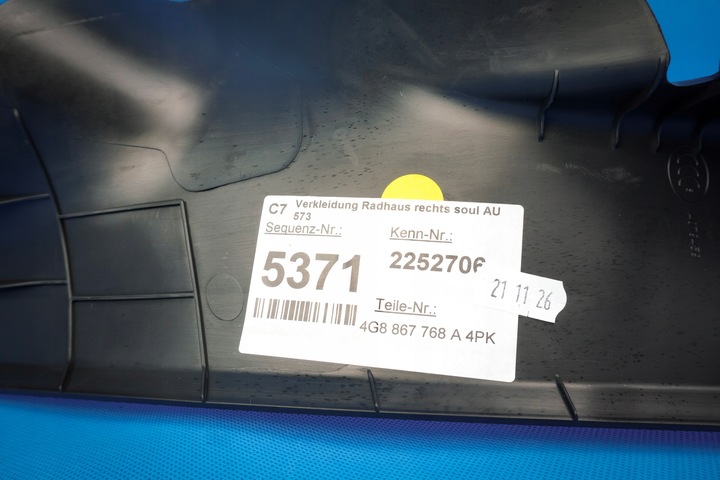 C7 Verkleidung Radhaus rechts soul AU
573
Sequenz-Nr.: Kenn-Nr.:
5371 2252706
21 11 26
Teile-Nr.:
4G8 867 768 A 4PK